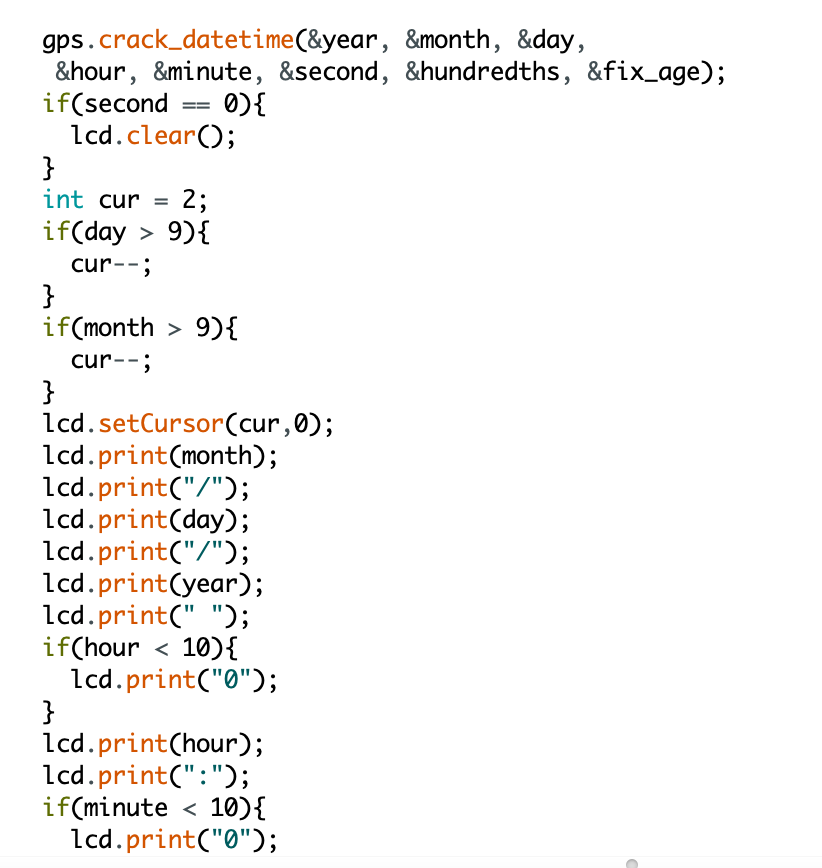 gps.crack_datetime(&year, &month, &day,
 &hour, &minute, &second, &hundredths, &fix_age);
if(second == 0){
  lcd.clear();
}
int cur = 2;
if(day > 9){
  cur--;
}
if(month > 9){
  cur--;
}
lcd.setCursor(cur,0);
lcd.print(month);
lcd.print("/");
lcd.print(day);
lcd.print("/");
lcd.print(year);
lcd.print(" ");
if(hour < 10){
  lcd.print("0");
}
lcd.print(hour);
lcd.print(":");
if(minute < 10){
  lcd.print("0");